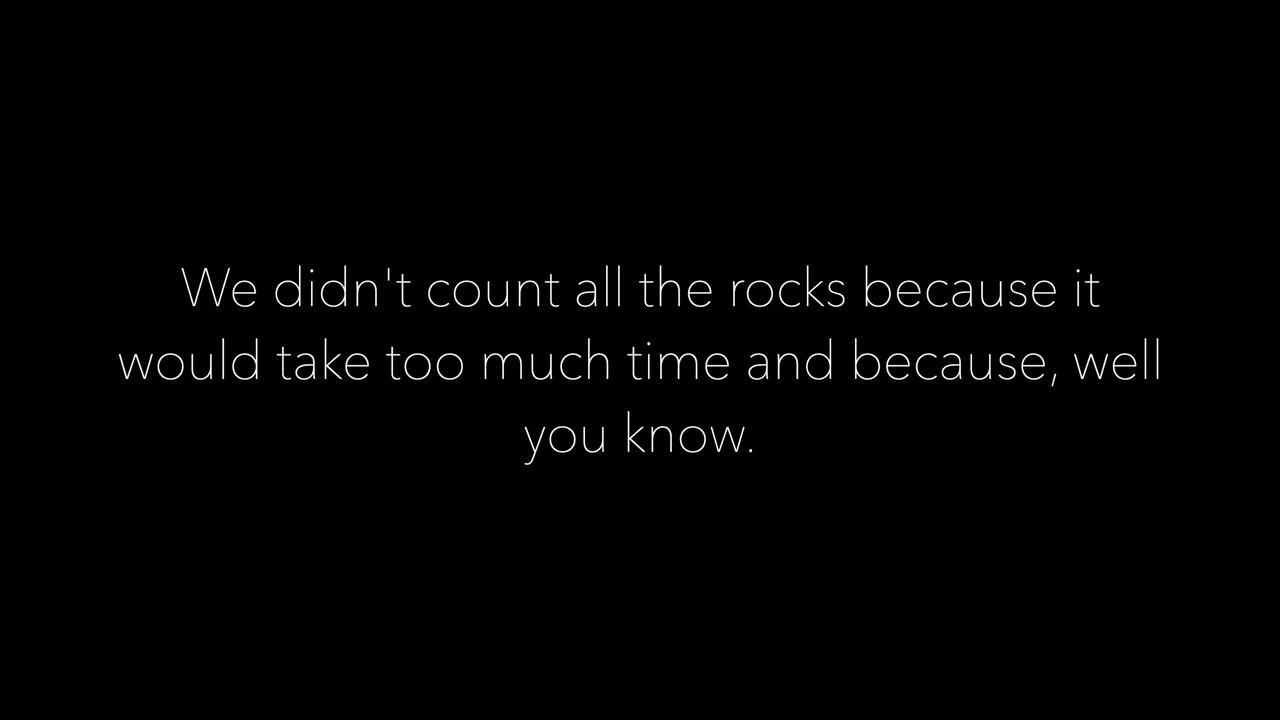 We didn't count all the rocks because it
would take too much time and because, well
you know.